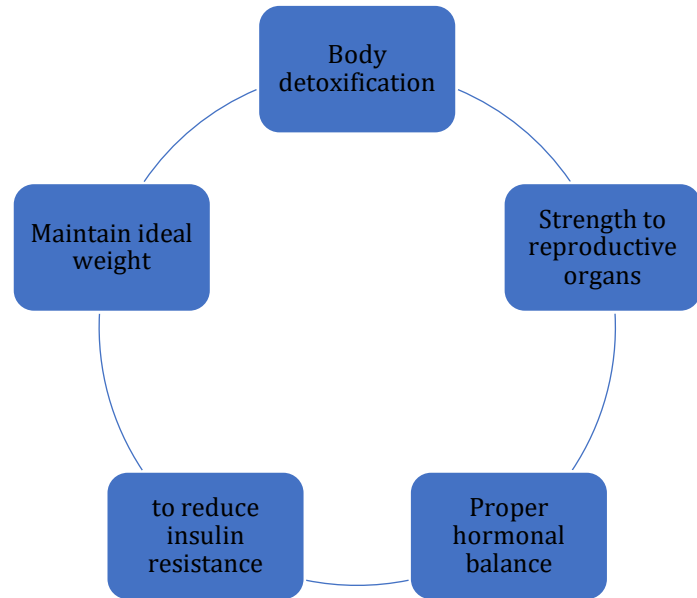 Body
detoxification
Strength to
reproductive
organs
Proper
hormonal
balance
to reduce
insulin
resistance
Maintain ideal
weight